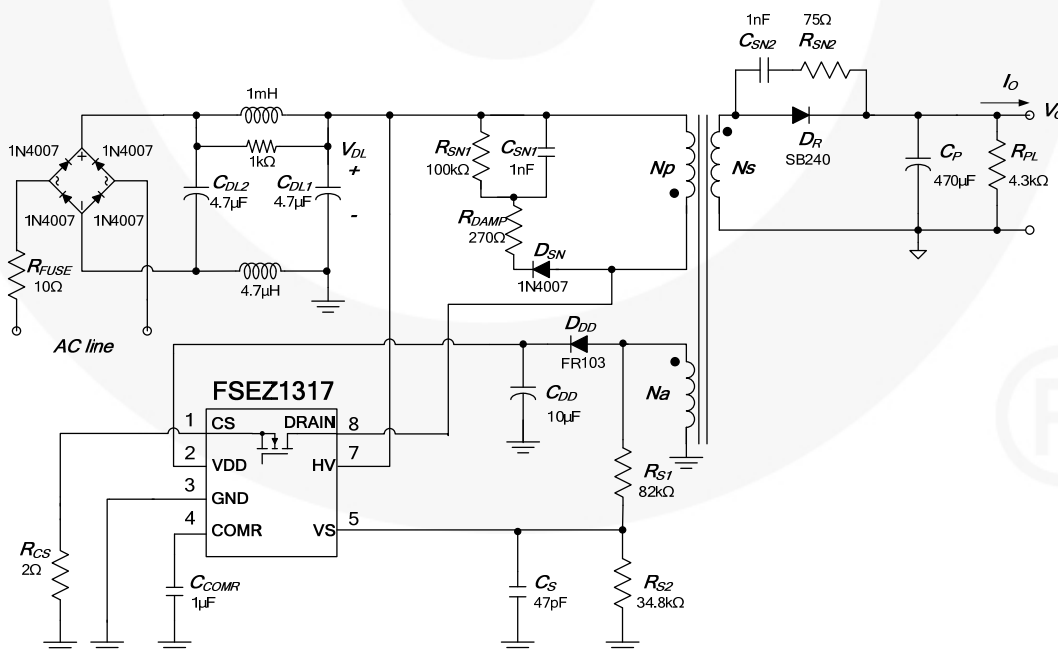 1nF 75Ω
CSN2 RSN2
IO
1mH
1N4007 1N4007
1kΩ
VDL
+
-
RSN1
100kΩ
CSN1
1nF
Np
Ns
DR
SB240
CP
470µF
RPL
4.3kΩ
+
~ ~
-
CDL2
4.7µF
CDL1
4.7µF
1N4007 1N4007
RDAMP
270Ω
DSN
1N4007
RFUSE
10Ω
4.7µH
AC line
DDD
FR103
FSEZ1317
CDD
10µF
Na
1 CS DRAIN 8
2 VDD HV 7
3 GND
4 COMR VS 5
RS1
82kΩ
RCS
2Ω
CCOMR
1µF
CS
47pF
RS2
34.8kΩ
R